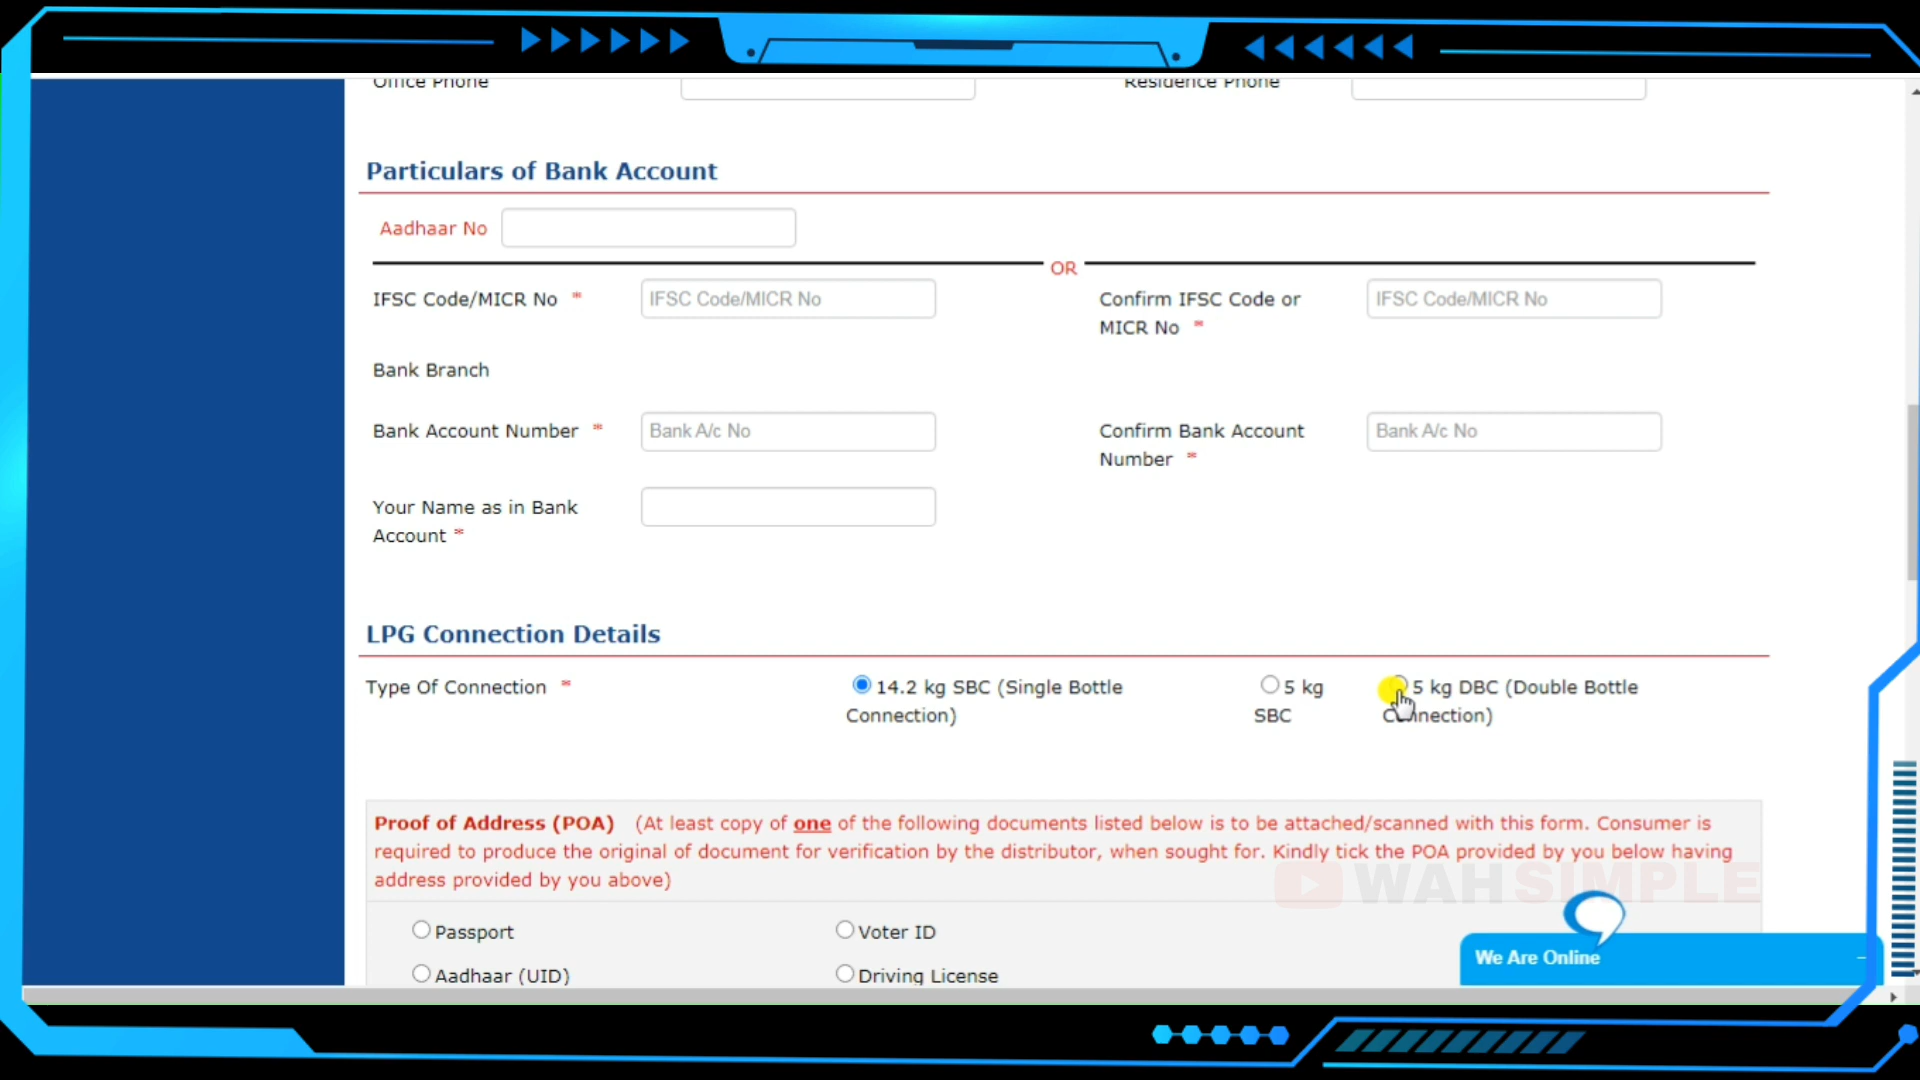 Office Phone
Residence Phone
Particulars of Bank Account
Aadhaar No
OR
IFSC Code/MICR No * IFSC Code/MICR No
Confirm IFSC Code or
MICR No *
IFSC Code/MICR No
Bank Branch
Bank Account Number * Bank A/c No
Confirm Bank Account
Number *
Bank A/c No
Your Name as in Bank
Account *
LPG Connection Details
Type Of Connection *
14.2 kg SBC (Single Bottle
Connection)
5 kg
SBC
5 kg DBC (Double Bottle
Connection)
Proof of Address (POA) (At least copy of one of the following documents listed below is to be attached/scanned with this form. Consumer is
required to produce the original of document for verification by the distributor, when sought for. Kindly tick the POA provided by you below having
address provided by you above)
WAHSIMPLE
Passport
Voter ID
Aadhaar (UID)
Driving License
We Are Online